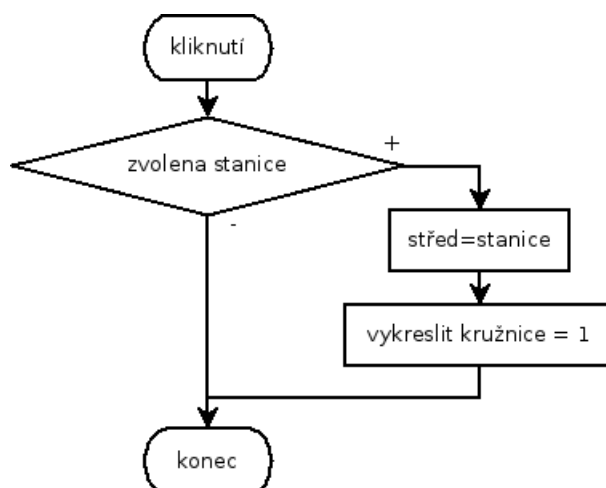 kliknutí
zvolena stanice
+
-
střed=stanice
vykreslit kružnice = 1
konec